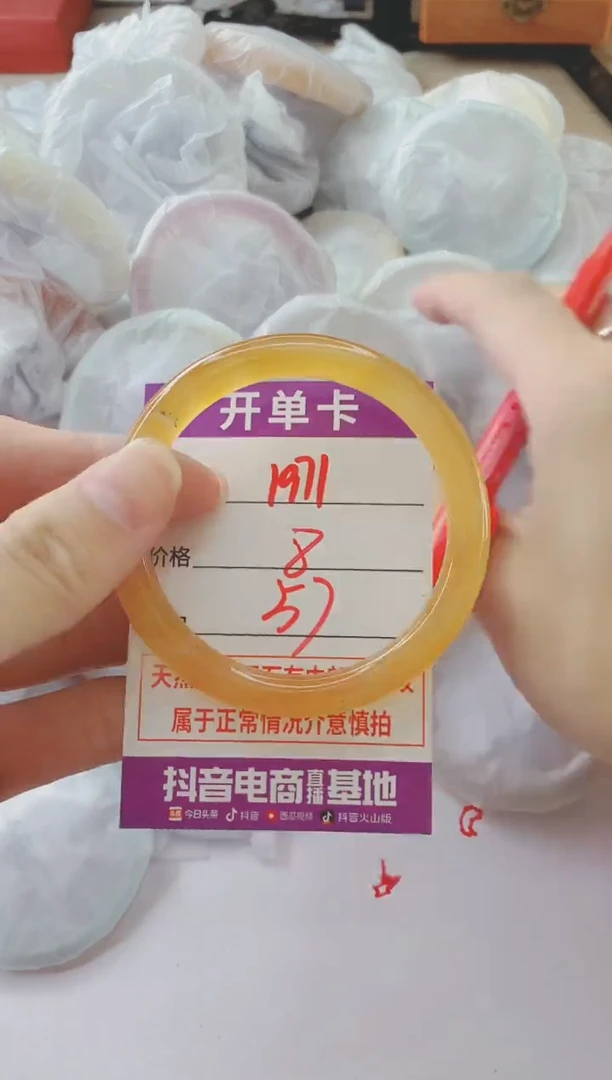 开单卡
1971
价格 8
57
天然
属于正常情况介意慎拍
抖音电商直播基地
今日头条 抖音 西瓜视频 抖音火山版